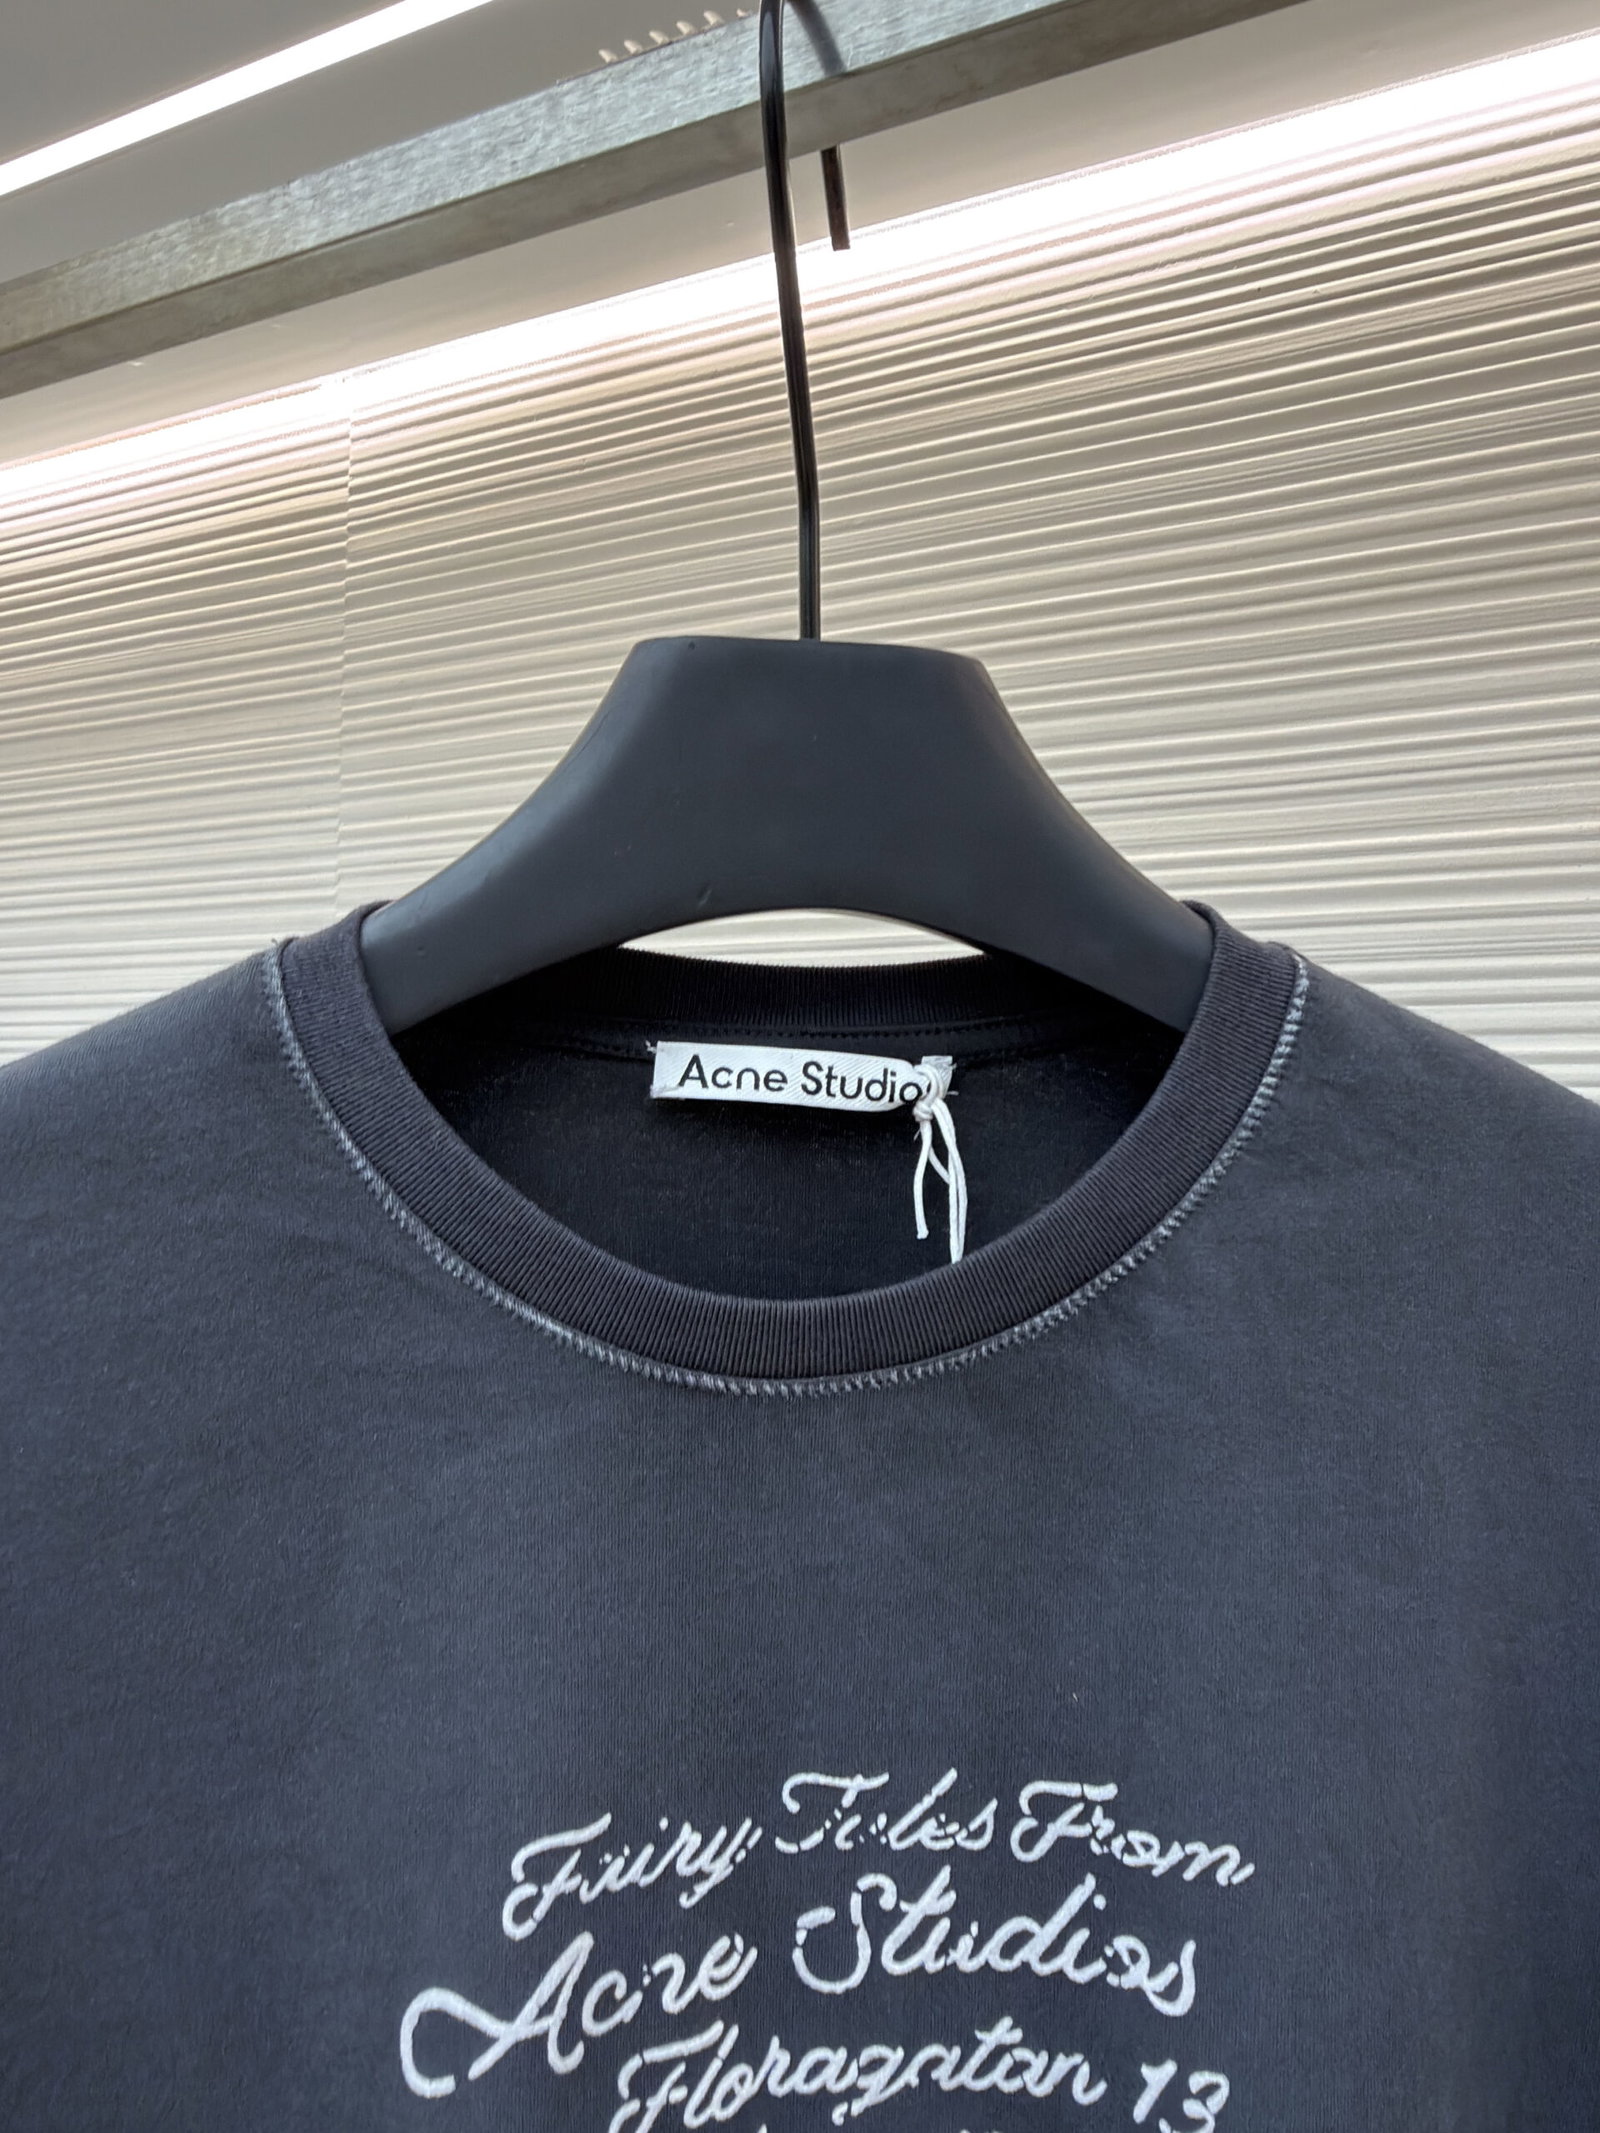 Acne Studios
Fairy Tales From
Acne Studios
Floragatan 13